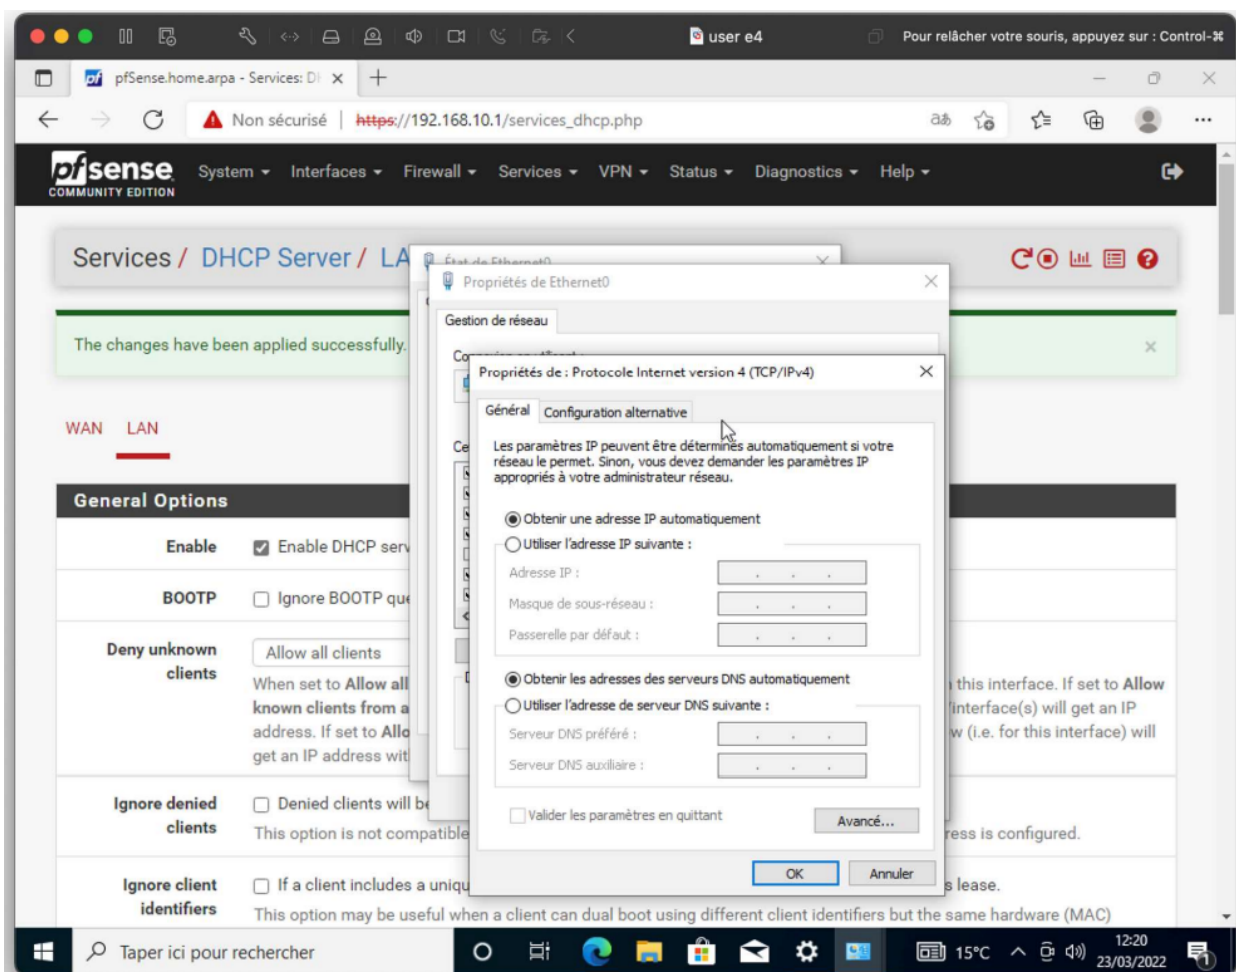 user e4
Pour relâcher votre souris, appuyez sur : Control-⌘
pfSense.home.arpa - Services: D
Non sécurisé | https://192.168.10.1/services_dhcp.php
pfsense
COMMUNITY EDITION
System Interfaces Firewall Services VPN Status Diagnostics Help
Services / DHCP Server / LA
État de Ethernet0
Propriétés de Ethernet0
Gestion de réseau
The changes have been applied successfully.
Propriétés de : Protocole Internet version 4 (TCP/IPv4)
WAN LAN
Général Configuration alternative
Les paramètres IP peuvent être déterminés automatiquement si votre
réseau le permet. Sinon, vous devez demander les paramètres IP
appropriés à votre administrateur réseau.
General Options
Obtenir une adresse IP automatiquement
Utiliser l'adresse IP suivante :
Adresse IP :
Masque de sous-réseau :
Passerelle par défaut :
Obtenir les adresses des serveurs DNS automatiquement
Utiliser l'adresse de serveur DNS suivante :
Serveur DNS préféré :
Serveur DNS auxiliaire :
Valider les paramètres en quittant
Avancé...
OK Annuler
Enable Enable DHCP serv
BOOTP Ignore BOOTP que
Deny unknown
clients
Allow all clients
When set to Allow all this interface. If set to Allow
known clients from a /interface(s) will get an IP
address. If set to Allo w (i.e. for this interface) will
get an IP address wit
Ignore denied
clients
Denied clients will be
This option is not compatible ress is configured.
Ignore client
identifiers
If a client includes a uniqu s lease.
This option may be useful when a client can dual boot using different client identifiers but the same hardware (MAC)
Taper ici pour rechercher
15°C
12:20
23/03/2022